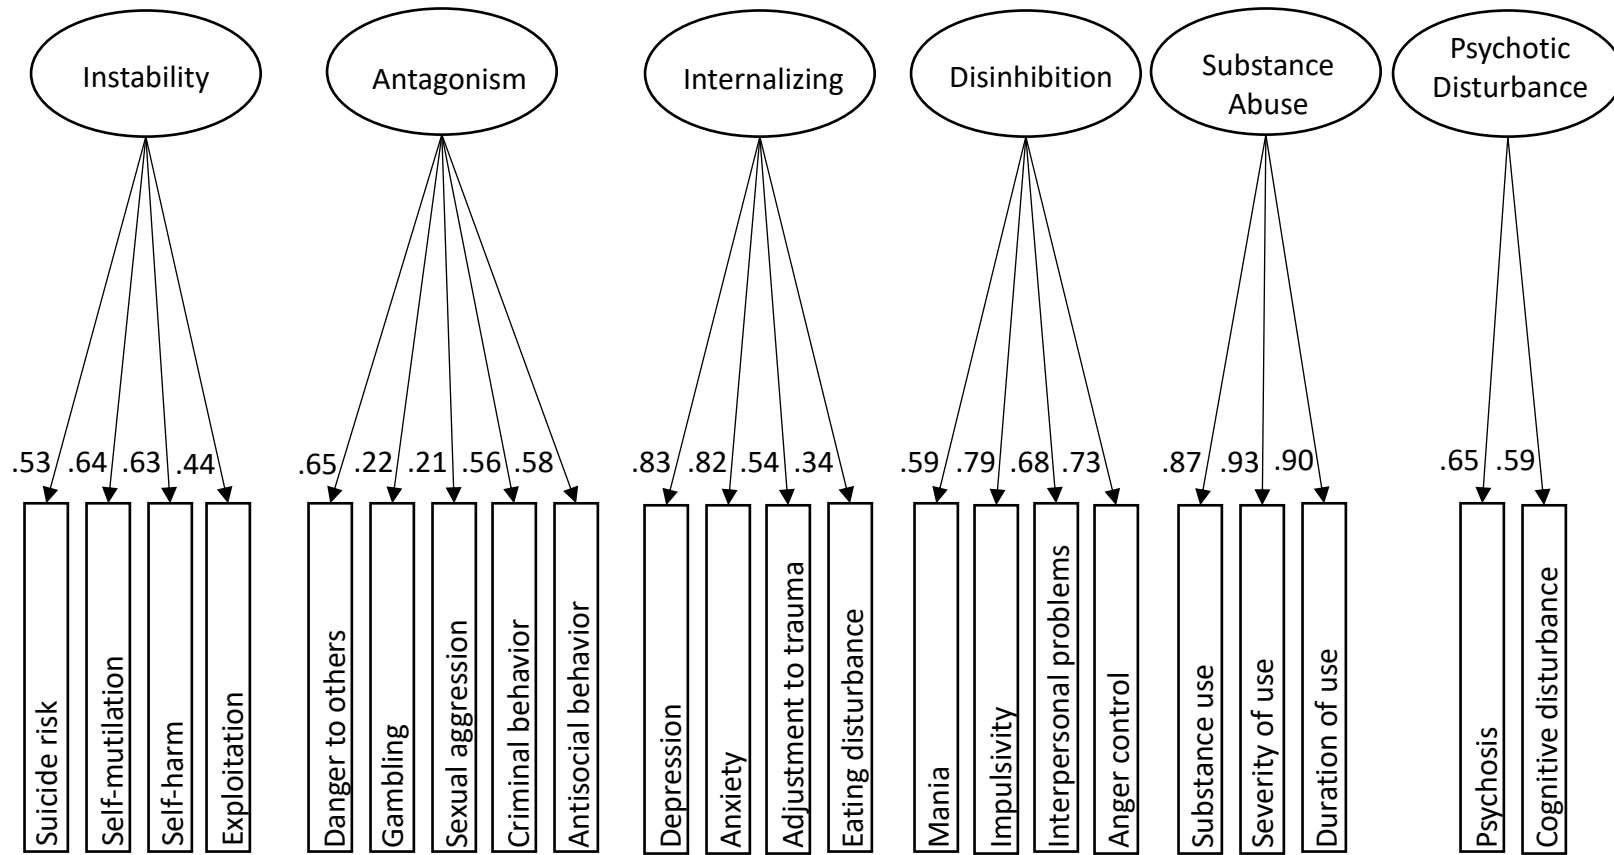 Instability
Antagonism
Internalizing
Disinhibition
Substance
Abuse
Psychotic
Disturbance
.53
.64
.63
.44
.65
.22
.21
.56
.58
.83
.82
.54
.34
.59
.79
.68
.73
.87
.93
.90
.65
.59
Suicide risk
Self-mutilation
Self-harm
Exploitation
Danger to others
Gambling
Sexual aggression
Criminal behavior
Antisocial behavior
Depression
Anxiety
Adjustment to trauma
Eating disturbance
Mania
Impulsivity
Interpersonal problems
Anger control
Substance use
Severity of use
Duration of use
Psychosis
Cognitive disturbance